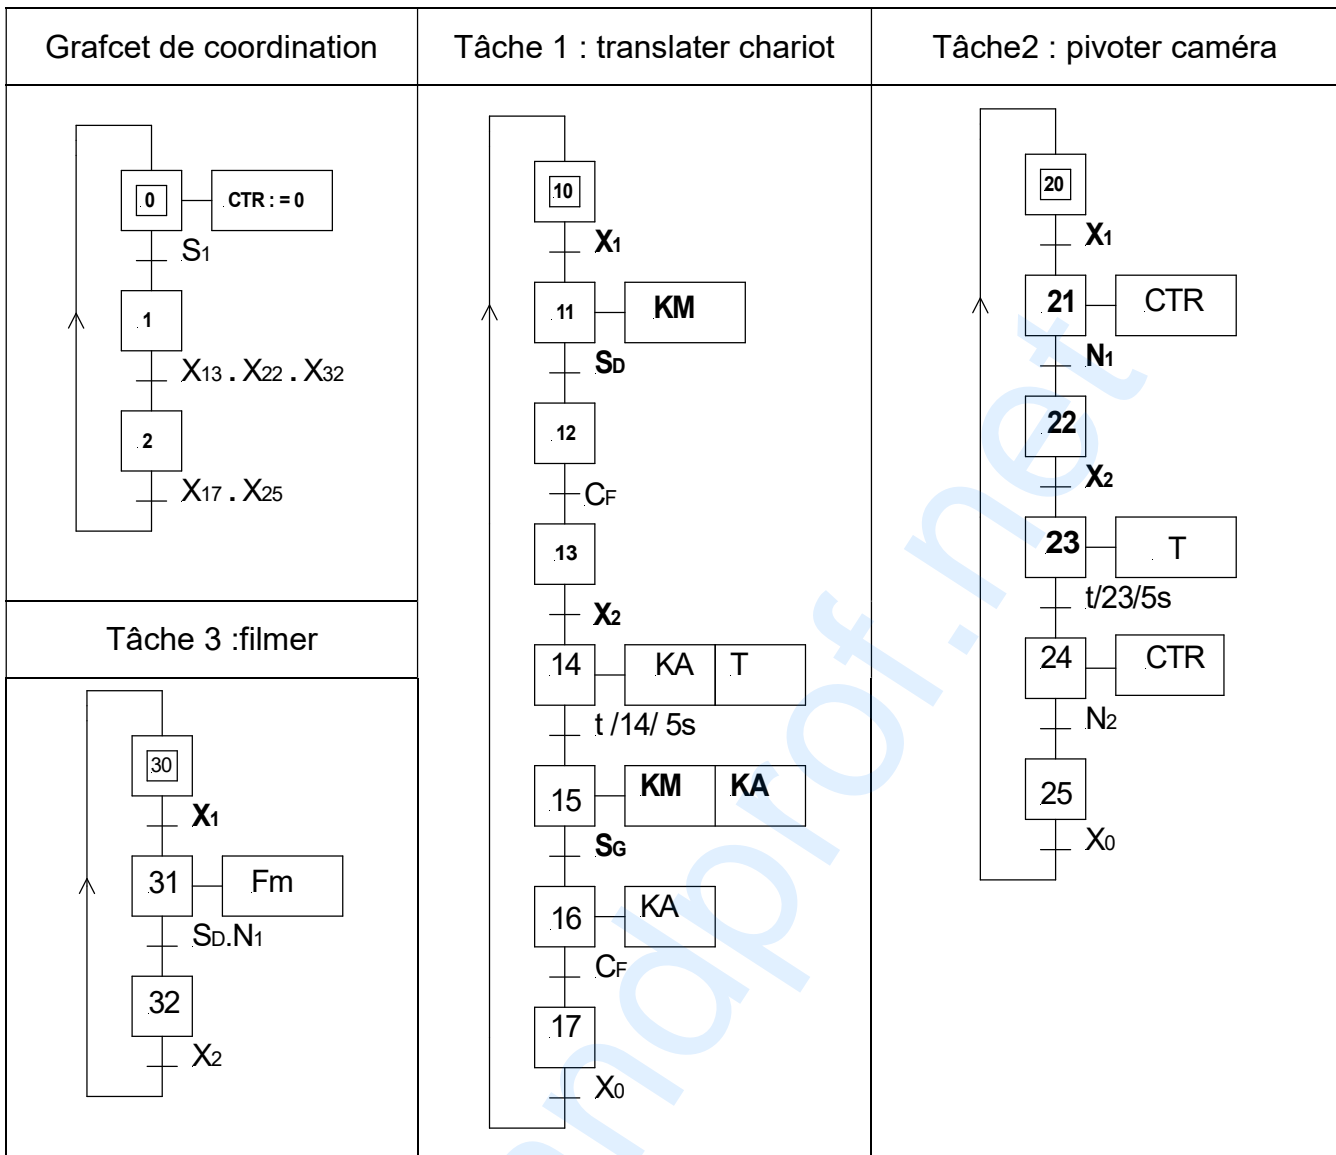 Grafcet de coordination
0
CTR : = 0
S1
1
X13 . X22 . X32
2
X17 . X25
Tâche 3 :filmer
30
X1
31
Fm
SD.N1
32
X2
Tâche 1 : translater chariot
10
X1
11
KM
SD
12
CF
13
X2
14
KA T
t /14/ 5s
15
KM KA
SG
16
KA
CF
17
X0
Tâche2 : pivoter caméra
20
X1
21
CTR
N1
22
X2
23
T
t/23/5s
24
CTR
N2
25
X0